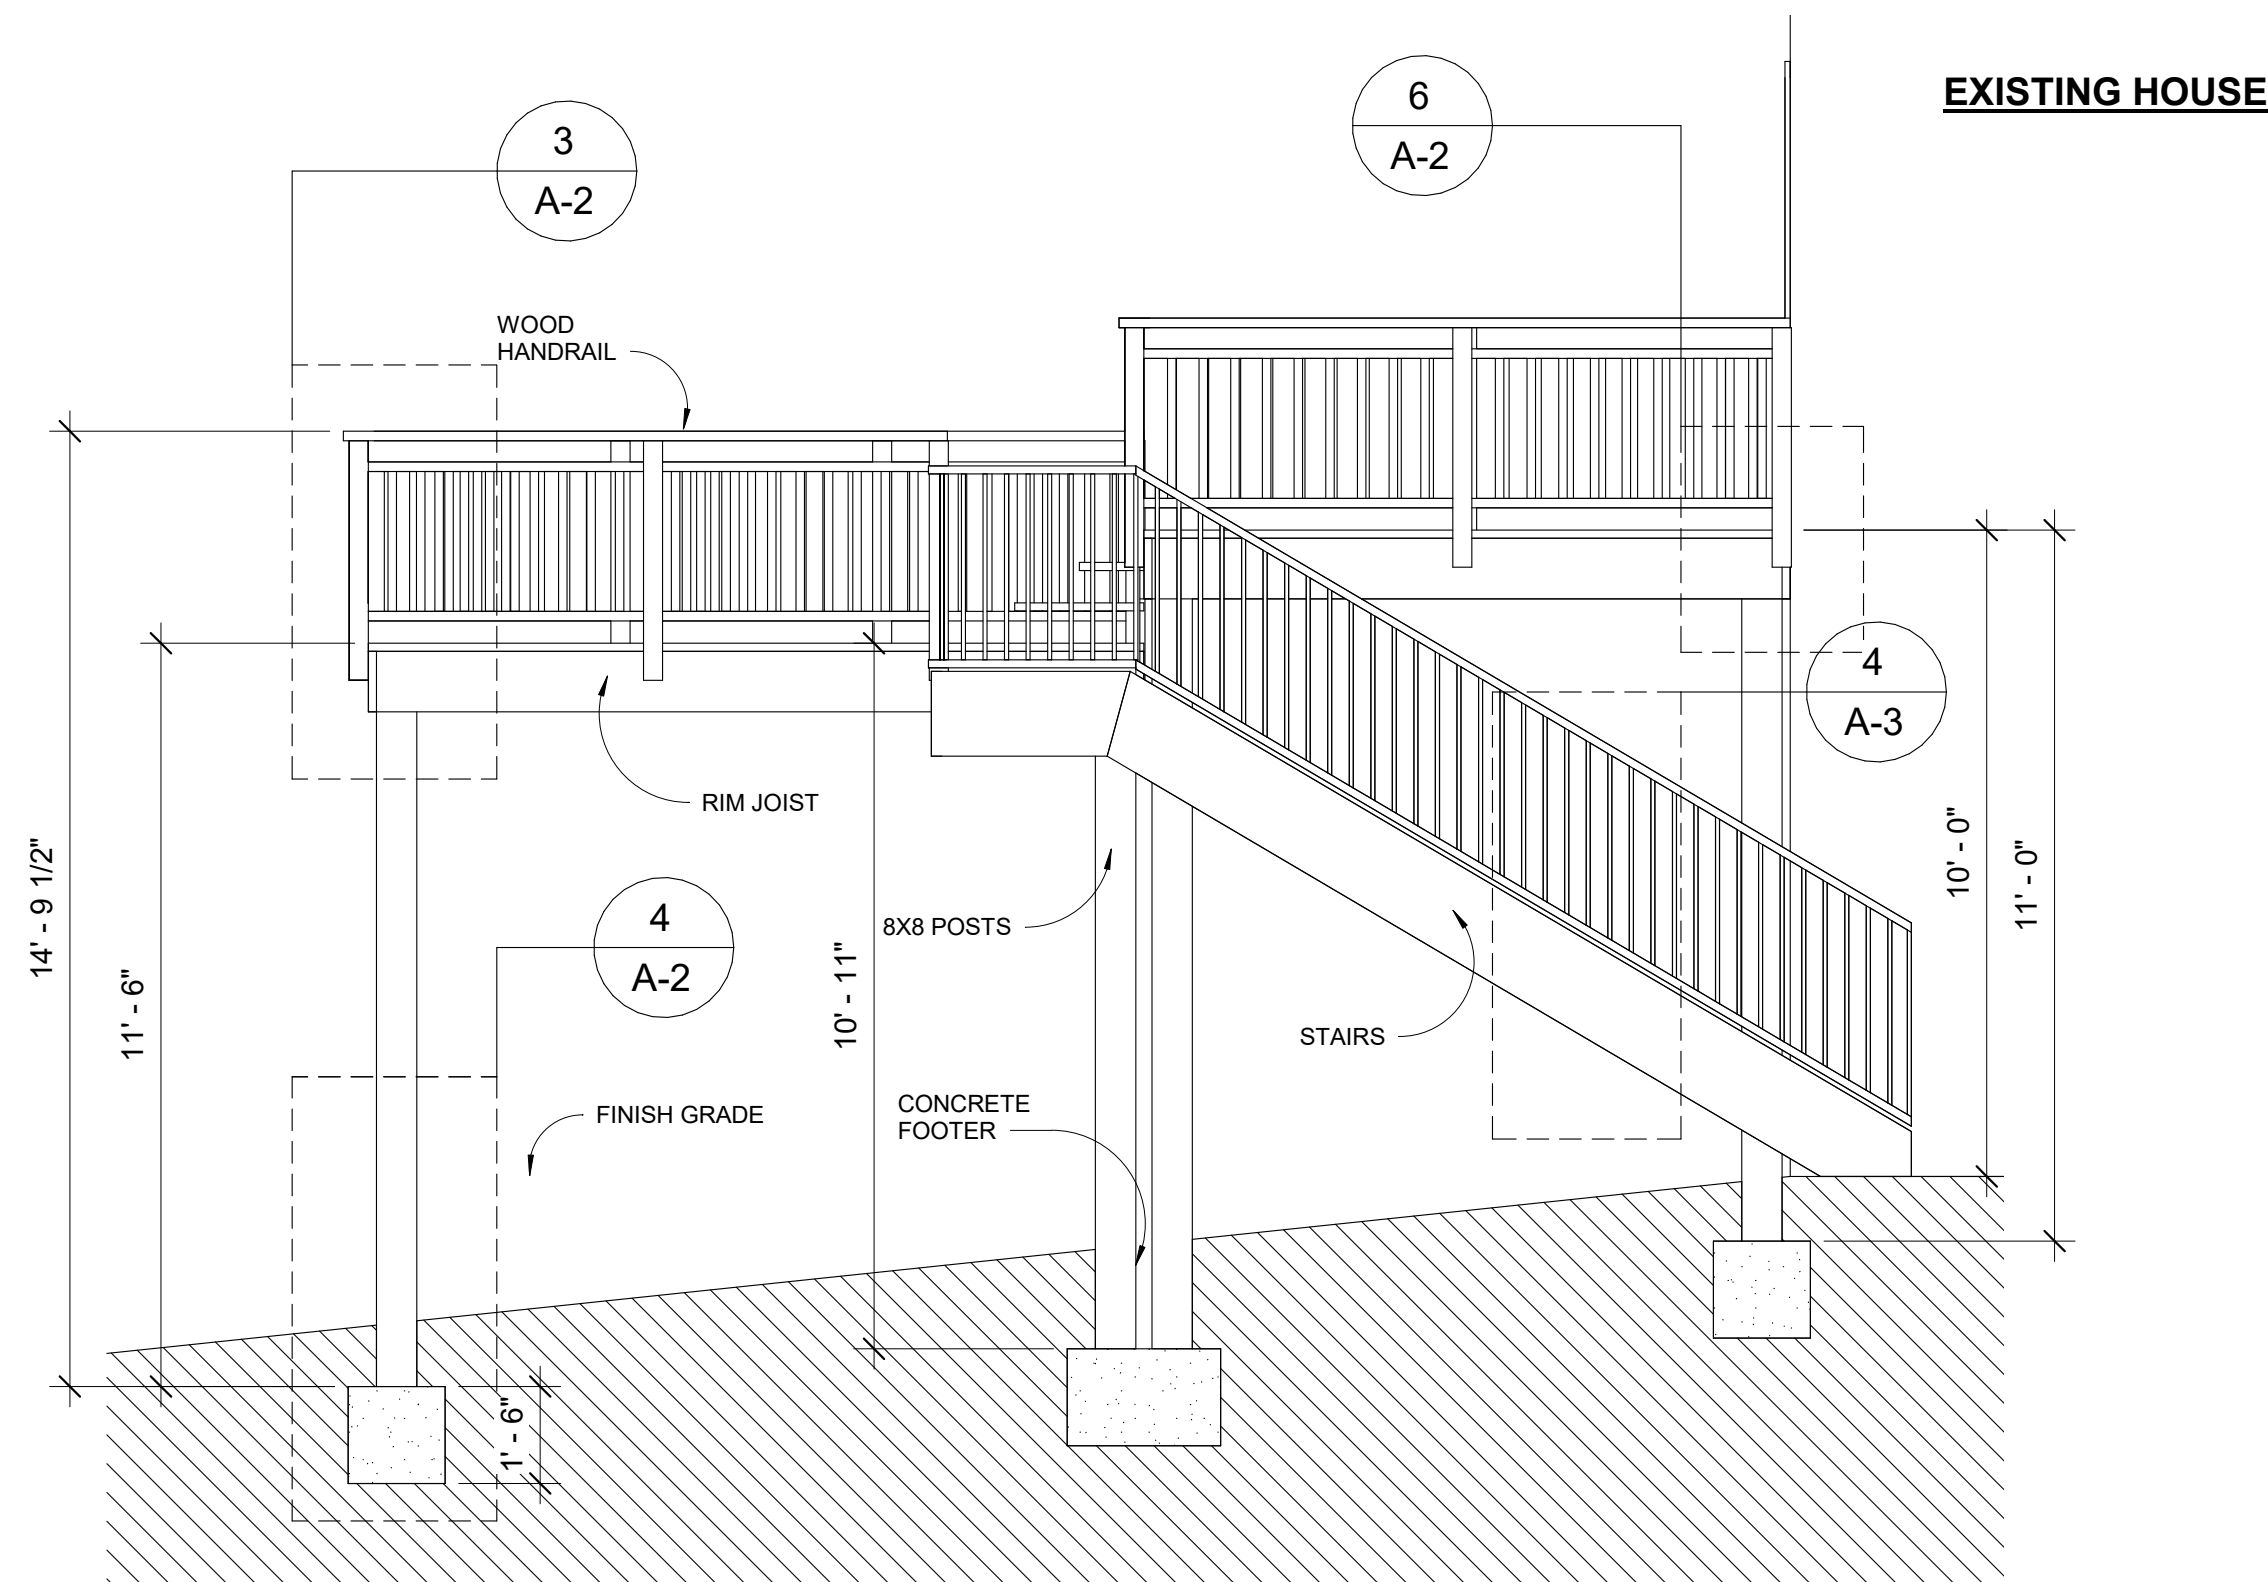 EXISTING HOUSE
3
A-2
6
A-2
WOOD
HANDRAIL
4
A-3
RIM JOIST
14' - 9 1/2"
11' - 6"
10' - 11"
10' - 0"
11' - 0"
8X8 POSTS
4
A-2
STAIRS
FINISH GRADE
CONCRETE
FOOTER
1' - 6"